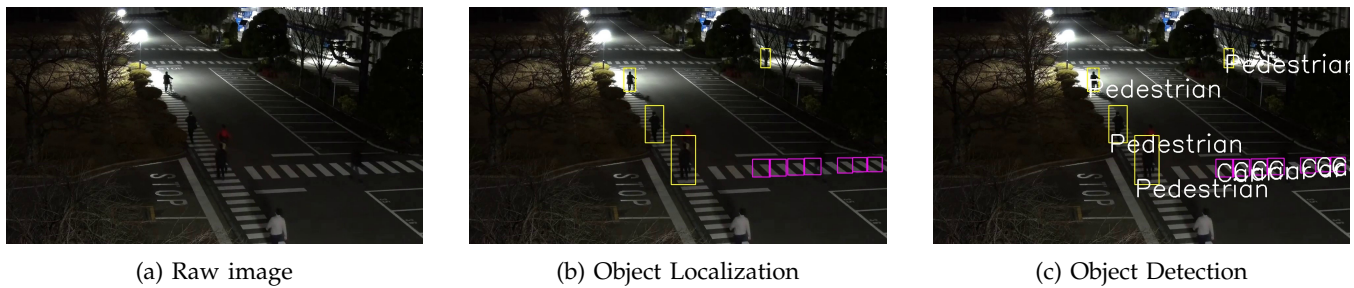 STOP
STOP
STOP
Pedestrian
Pedestrian
Pedestrian
Pedestrian
(a) Raw image
(b) Object Localization
(c) Object Detection